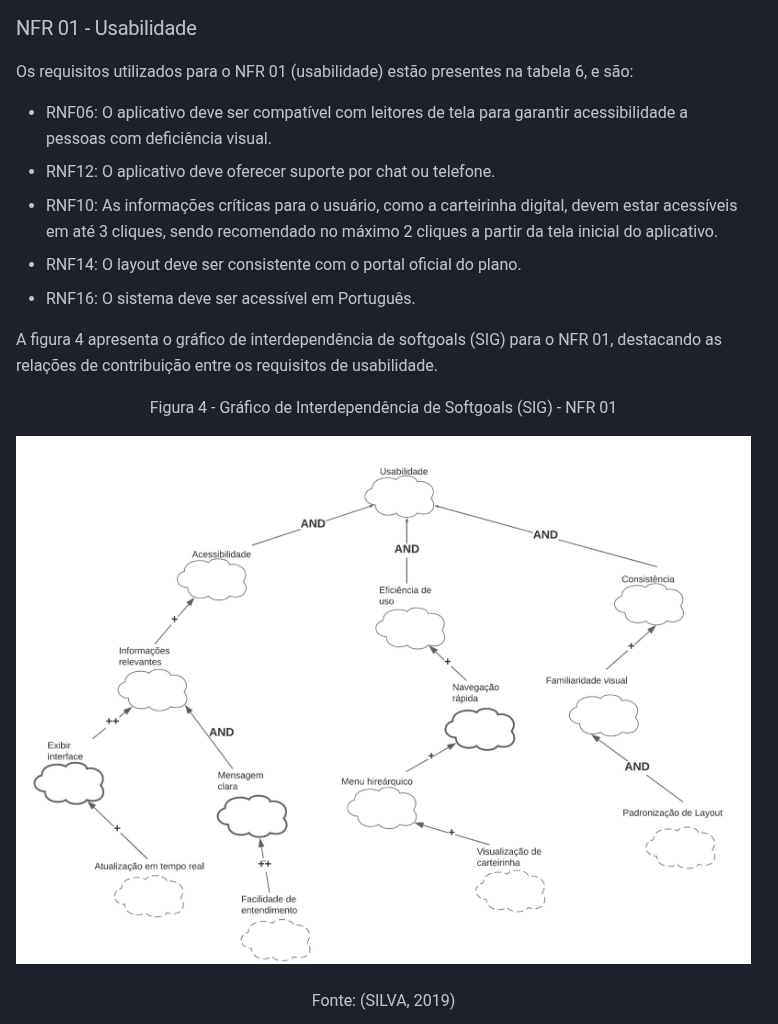 NFR 01 - Usabilidade
Os requisitos utilizados para o NFR 01 (usabilidade) estão presentes na tabela 6, e são:
• RNF06: O aplicativo deve ser compatível com leitores de tela para garantir acessibilidade a
pessoas com deficiência visual.
• RNF12: O aplicativo deve oferecer suporte por chat ou telefone.
• RNF10: As informações críticas para o usuário, como a carteirinha digital, devem estar acessíveis
em até 3 cliques, sendo recomendado no máximo 2 cliques a partir da tela inicial do aplicativo.
• RNF14: O layout deve ser consistente com o portal oficial do plano.
• RNF16: O sistema deve ser acessível em Português.
A figura 4 apresenta o gráfico de interdependência de softgoals (SIG) para o NFR 01, destacando as
relações de contribuição entre os requisitos de usabilidade.
Figura 4 - Gráfico de Interdependência de Softgoals (SIG) - NFR 01
Usabilidade
AND
AND
AND
Acessibilidade
Eficiência de
uso
Consistência
+
+
+
Informações
relevantes
Navegação
rápida
Familiaridade visual
++
AND
+
AND
Exibir
interface
Mensagem
clara
Menu hireárquico
Padronização de Layout
+
+
Visualização de
carteirinha
Atualização em tempo real
++
Facilidade de
entendimento
Fonte: (SILVA, 2019)